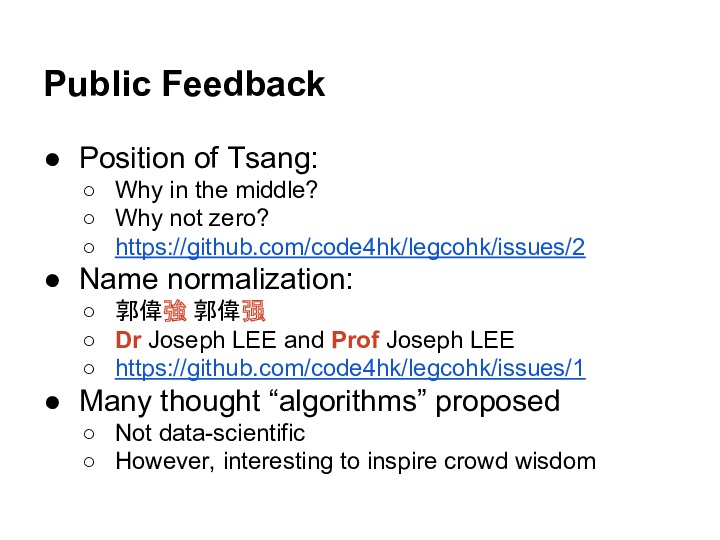 Public Feedback
● Position of Tsang:
○ Why in the middle?
○ Why not zero?
○ https://github.com/code4hk/legcohk/issues/2
● Name normalization:
○ 郭偉強 郭偉强
○ Dr Joseph LEE and Prof Joseph LEE
○ https://github.com/code4hk/legcohk/issues/1
● Many thought “algorithms” proposed
○ Not data-scientific
○ However, interesting to inspire crowd wisdom